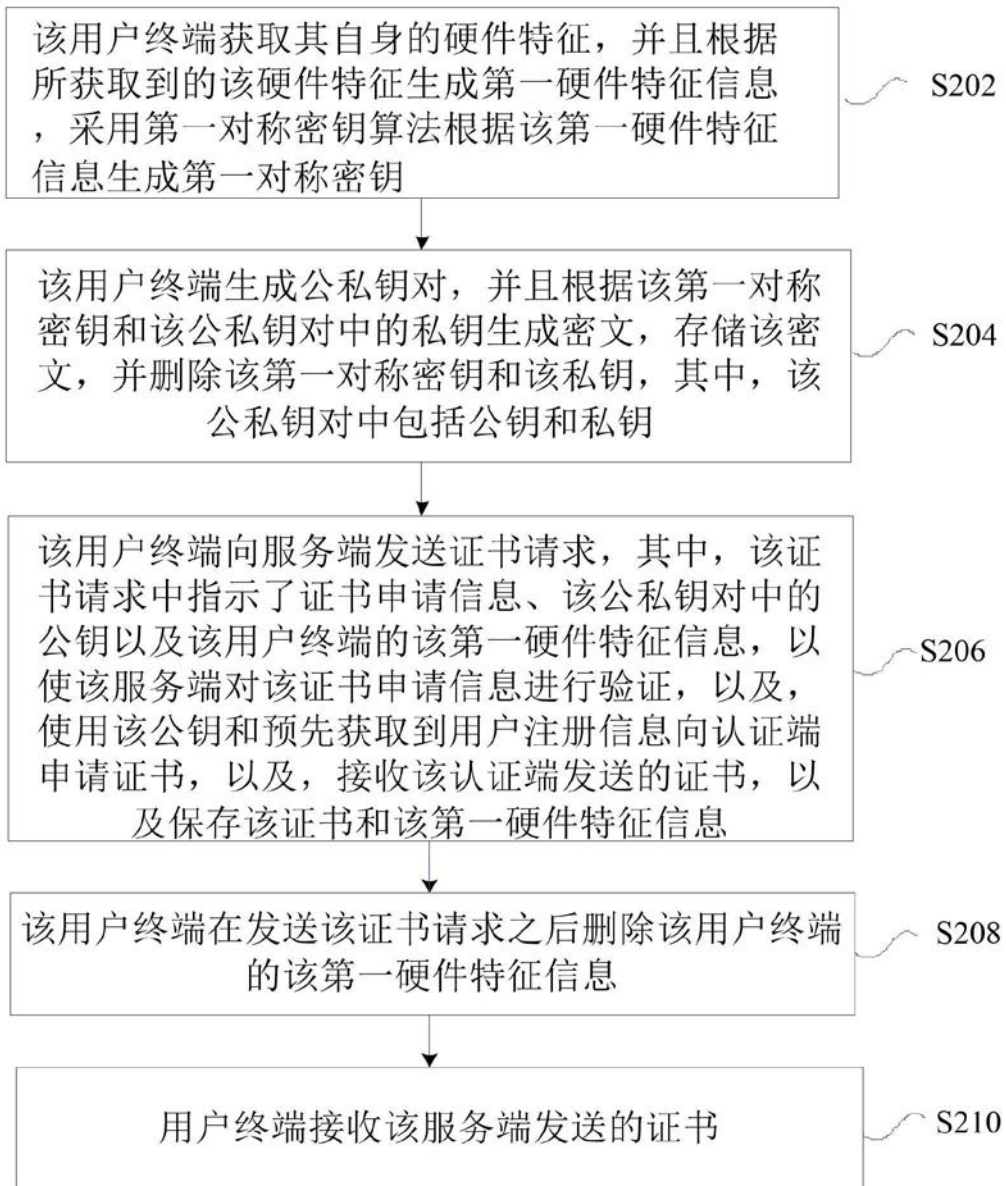 该用户终端获取其自身的硬件特征，并且根据
所获取到的该硬件特征生成第一硬件特征信息
，采用第一对称密钥算法根据该第一硬件特征
信息生成第一对称密钥
S202
该用户终端生成公私钥对，并且根据该第一对称
密钥和该公私钥对中的私钥生成密文，存储该密
文，并删除该第一对称密钥和该私钥，其中，该
公私钥对中包括公钥和私钥
S204
该用户终端向服务端发送证书请求，其中，该证
书请求中指示了证书申请信息、该公私钥对中的
公钥以及该用户终端的该第一硬件特征信息，以
使该服务端对该证书申请信息进行验证，以及，
使用该公钥和预先获取到用户注册信息向认证端
申请证书，以及，接收该认证端发送的证书，以
及保存该证书和该第一硬件特征信息
S206
该用户终端在发送该证书请求之后删除该用户终端
的该第一硬件特征信息
S208
用户终端接收该服务端发送的证书
S210